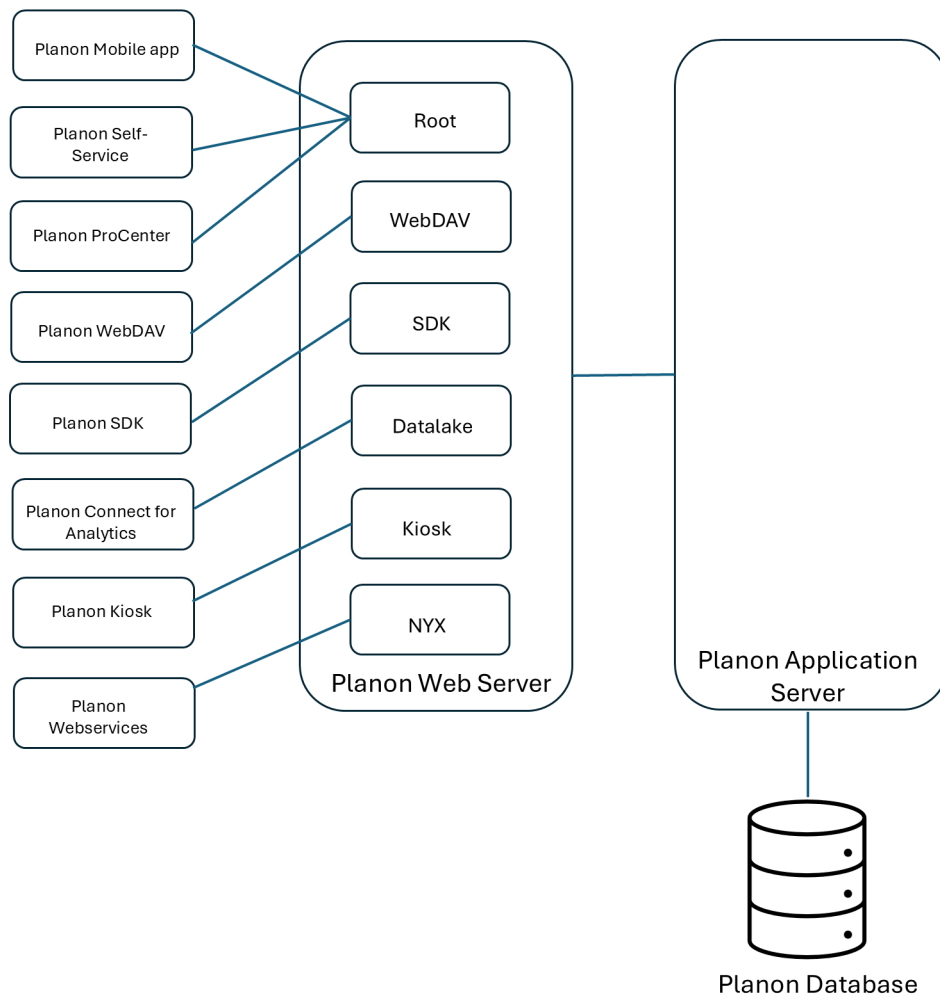 Planon Mobile app
Planon Self-
Service
Planon ProCenter
Planon WebDAV
Planon SDK
Planon Connect for
Analytics
Planon Kiosk
Planon
Webservices
Root
WebDAV
SDK
Datalake
Kiosk
NYX
Planon Web Server
Planon Application
Server
Planon Database